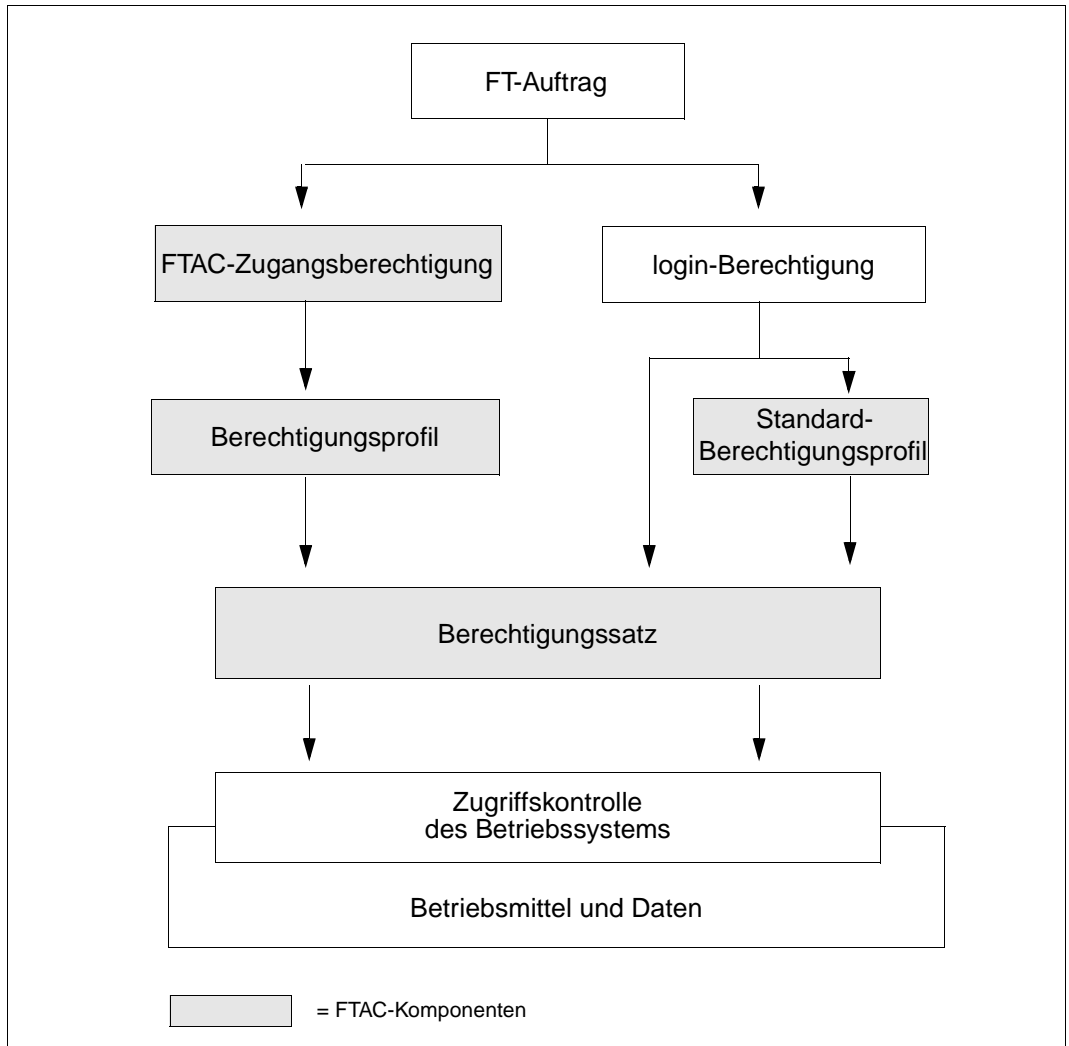 FT-Auftrag
FTAC-Zugangsberechtigung
login-Berechtigung
Berechtigungsprofil
Standard-
Berechtigungsprofil
Berechtigungssatz
Zugriffskontrolle
des Betriebssystems
Betriebsmittel und Daten
= FTAC-Komponenten